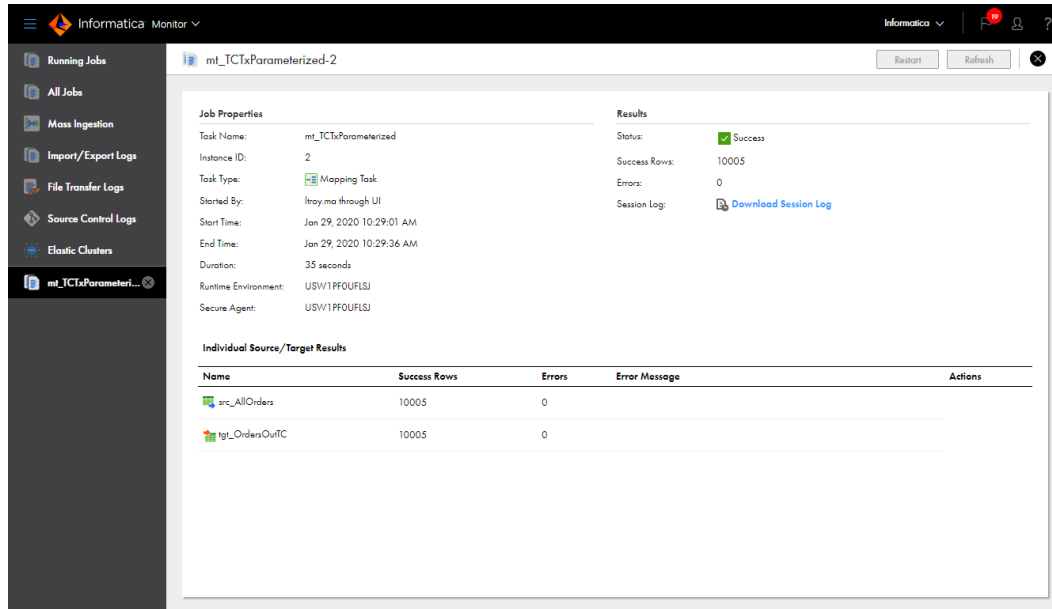 Informatica Monitor
Informatica
19
?
Running Jobs
All Jobs
Mass Ingestion
Import/Export Logs
File Transfer Logs
Source Control Logs
Elastic Clusters
mt_TCTxParameteri...
mt_TCTxParameterized-2
Restart
Refresh
Job Properties
Task Name: mt_TCTxParameterized
Instance ID: 2
Task Type: Mapping Task
Started By: ltroy.ma through UI
Start Time: Jan 29, 2020 10:29:01 AM
End Time: Jan 29, 2020 10:29:36 AM
Duration: 35 seconds
Runtime Environment: USW1PF0UFLSJ
Secure Agent: USW1PF0UFLSJ
Results
Status: Success
Success Rows: 10005
Errors: 0
Session Log: Download Session Log
Individual Source/Target Results
Name Success Rows Errors Error Message Actions
src_AllOrders 10005 0
tgt_OrdersOutTC 10005 0